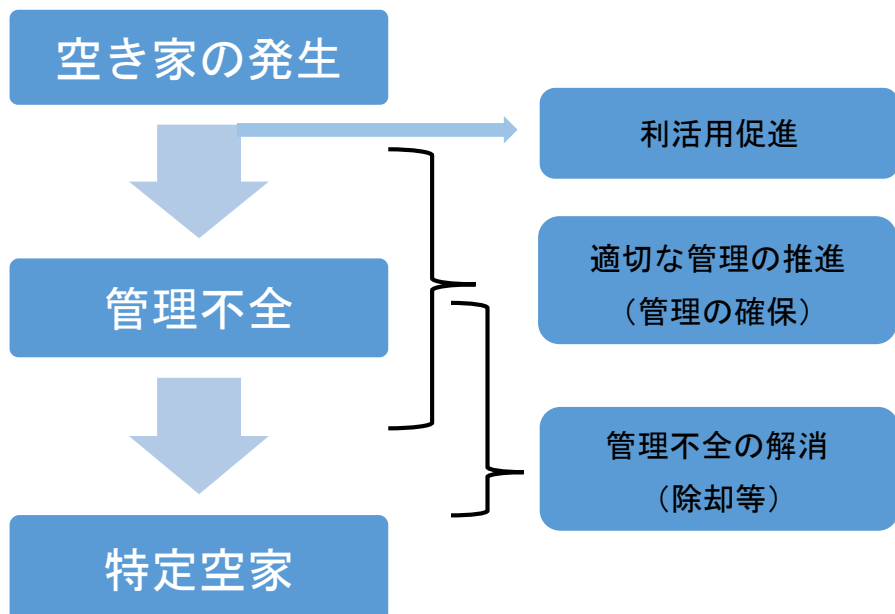 空き家の発生
利活用促進
適切な管理の推進
（管理の確保）
管理不全
管理不全の解消
（除却等）
特定空家